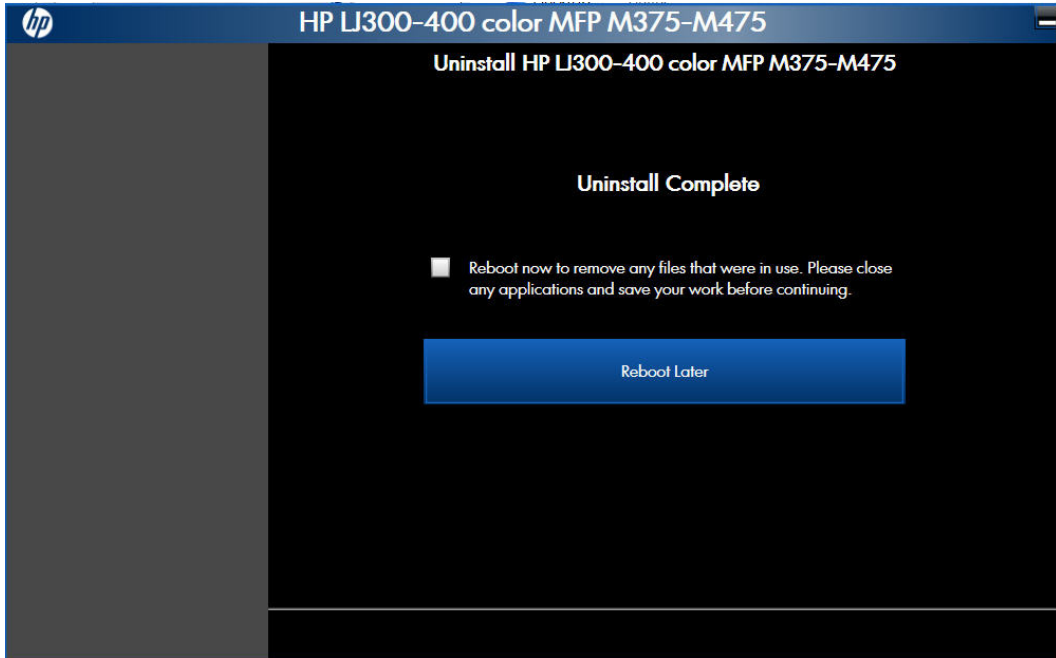 hp
HP LJ300-400 color MFP M375-M475
Uninstall HP LJ300-400 color MFP M375-M475
Uninstall Complete
Reboot now to remove any files that were in use. Please close
any applications and save your work before continuing.
Reboot Later